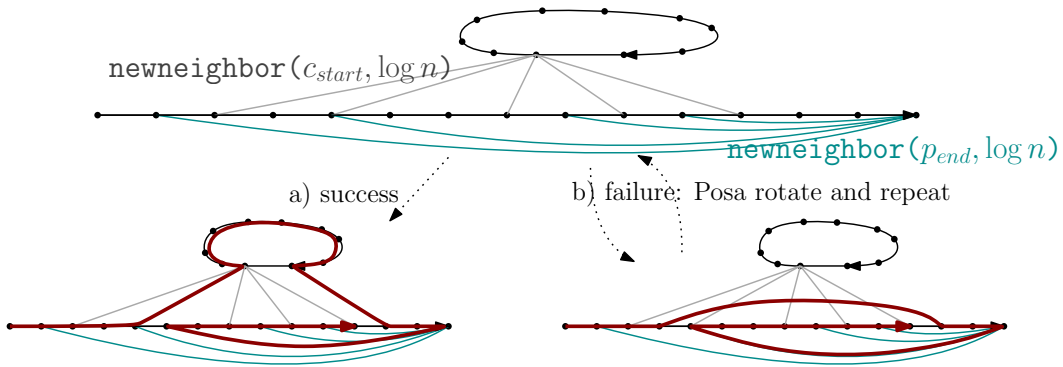 newneighbor(c_start, log n)
newneighbor(p_end, log n)
a) success
b) failure: Posa rotate and repeat